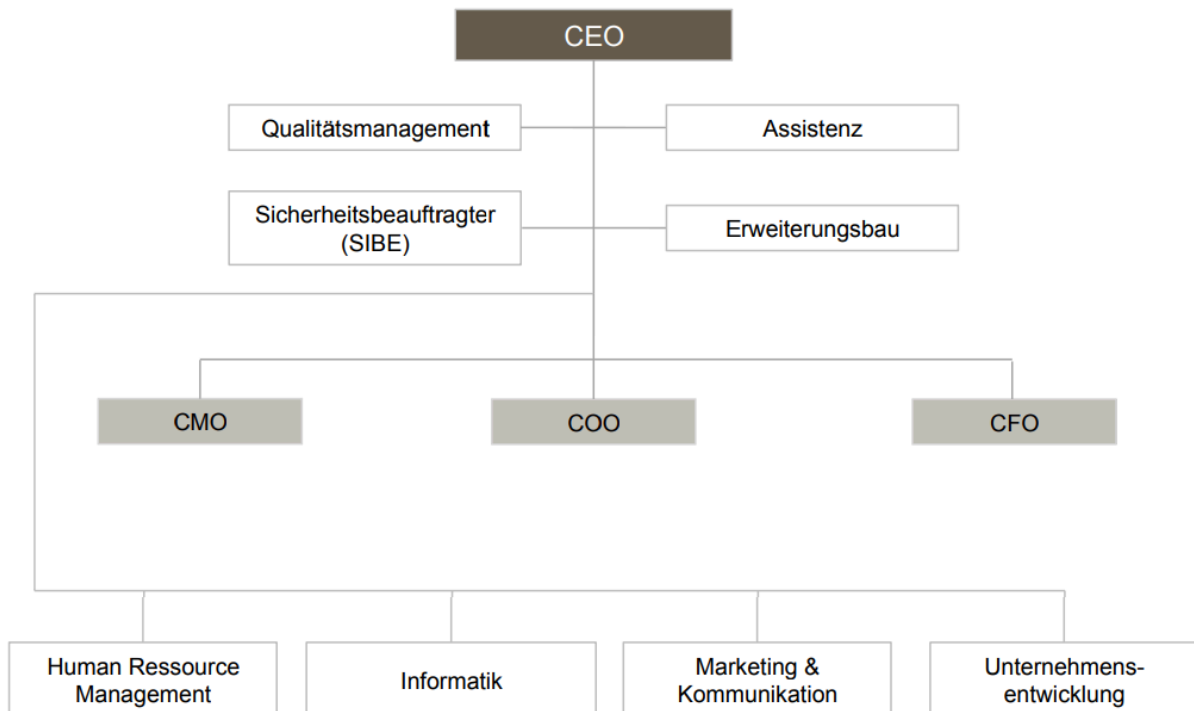 CEO
Qualitätsmanagement
Assistenz
Sicherheitsbeauftragter
(SIBE)
Erweiterungsbau
CMO
COO
CFO
Human Ressource
Management
Informatik
Marketing &
Kommunikation
Unternehmens-
entwicklung